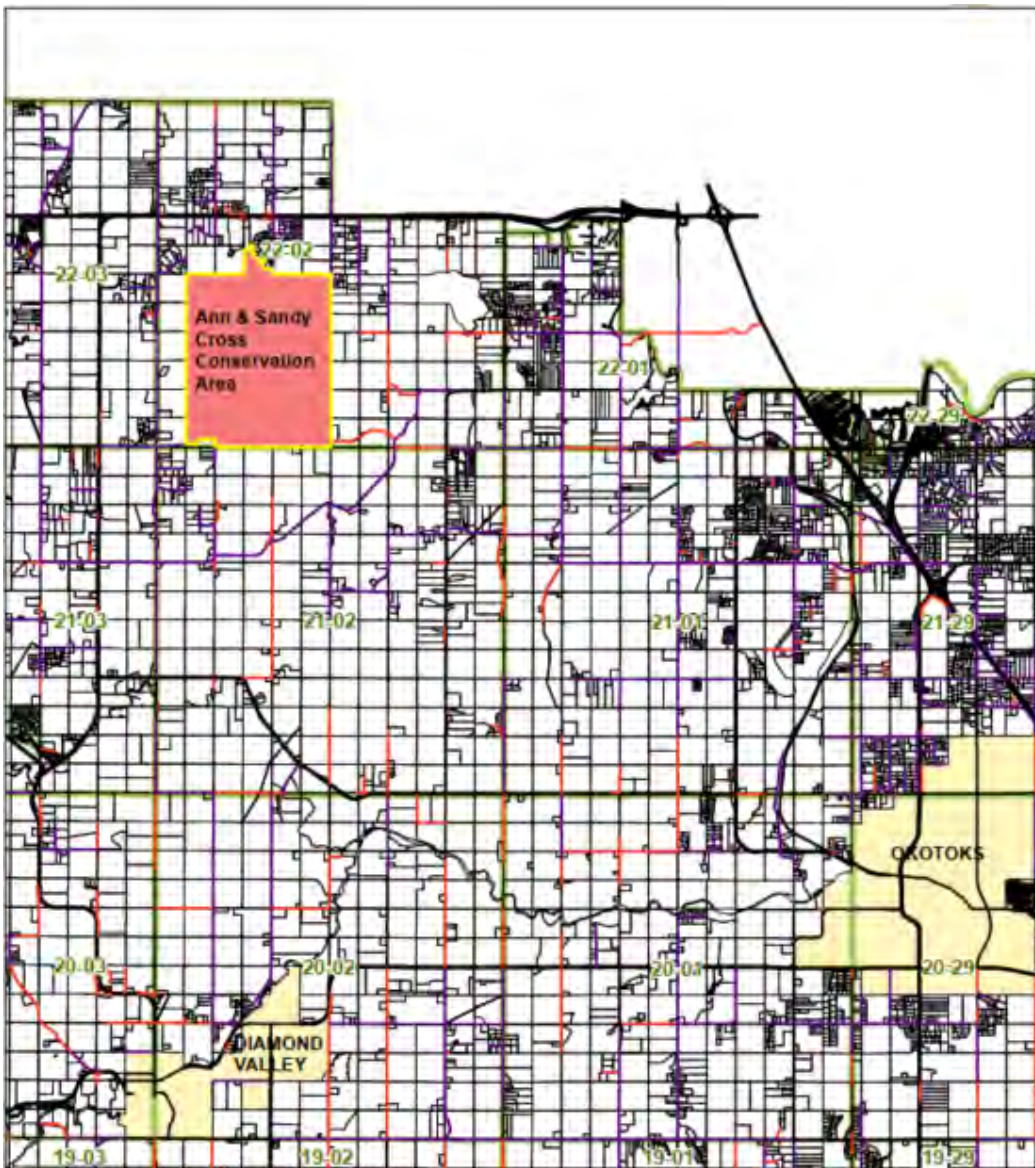 22-02
22-03
Ann & Sandy
Cross
Conservation
Area
22-01
22-29
21-03
21-02
21-01
21-29
OKOTOKS
20-03
20-02
20-01
20-29
DIAMOND
VALLEY
19-03
19-02
19-01
19-29